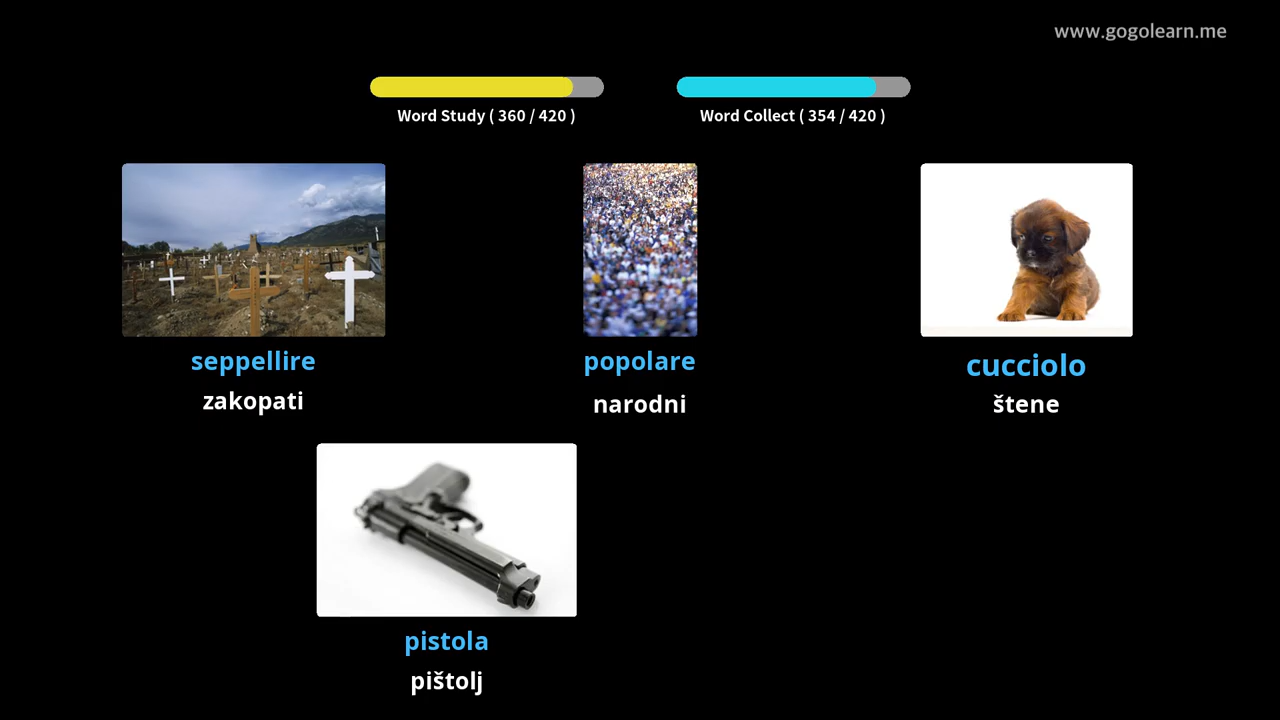 www.gogolearn.me
Word Study ( 360 / 420 )
Word Collect ( 354 / 420 )
seppellire
zakopati
popolare
narodni
cucciolo
štene
pistola
pištolj